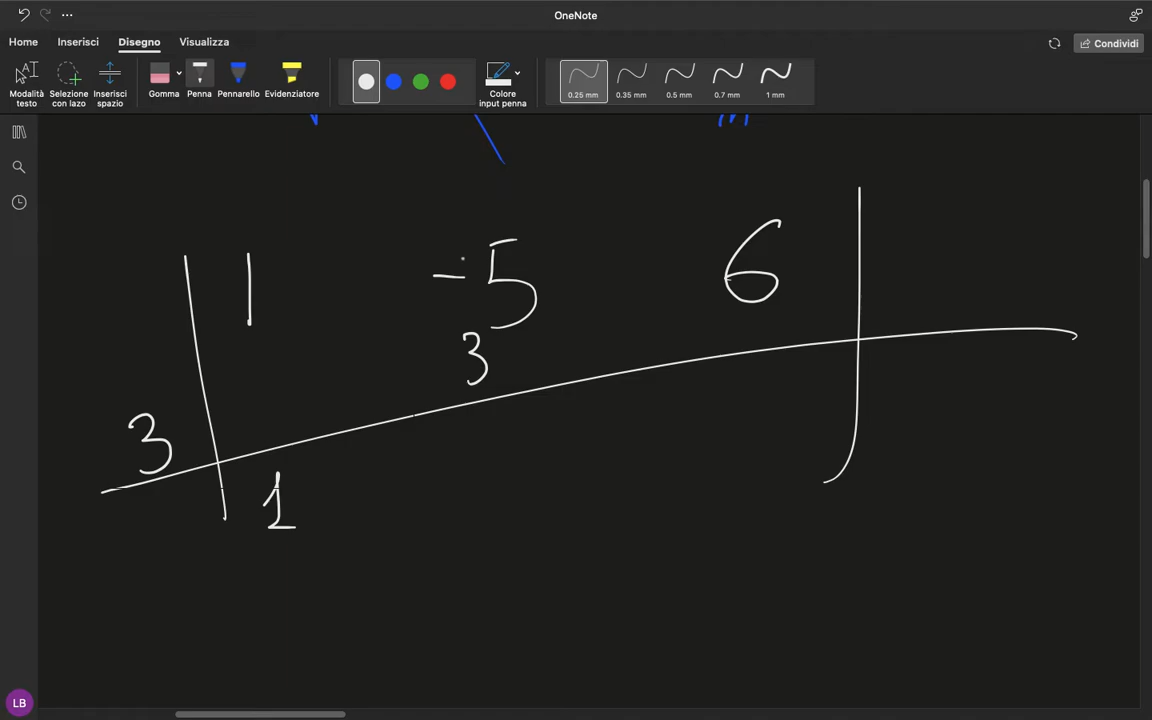 OneNote
Home Inserisci Disegno Visualizza
Condividi
Modalità testo
Selezione con lazo
Inserisci spazio
Gomma
Penna
Pennarello
Evidenziatore
Colore input penna
0.25 mm
0.35 mm
0.5 mm
0.7 mm
1 mm
1 -5 6
3
3
1
LB